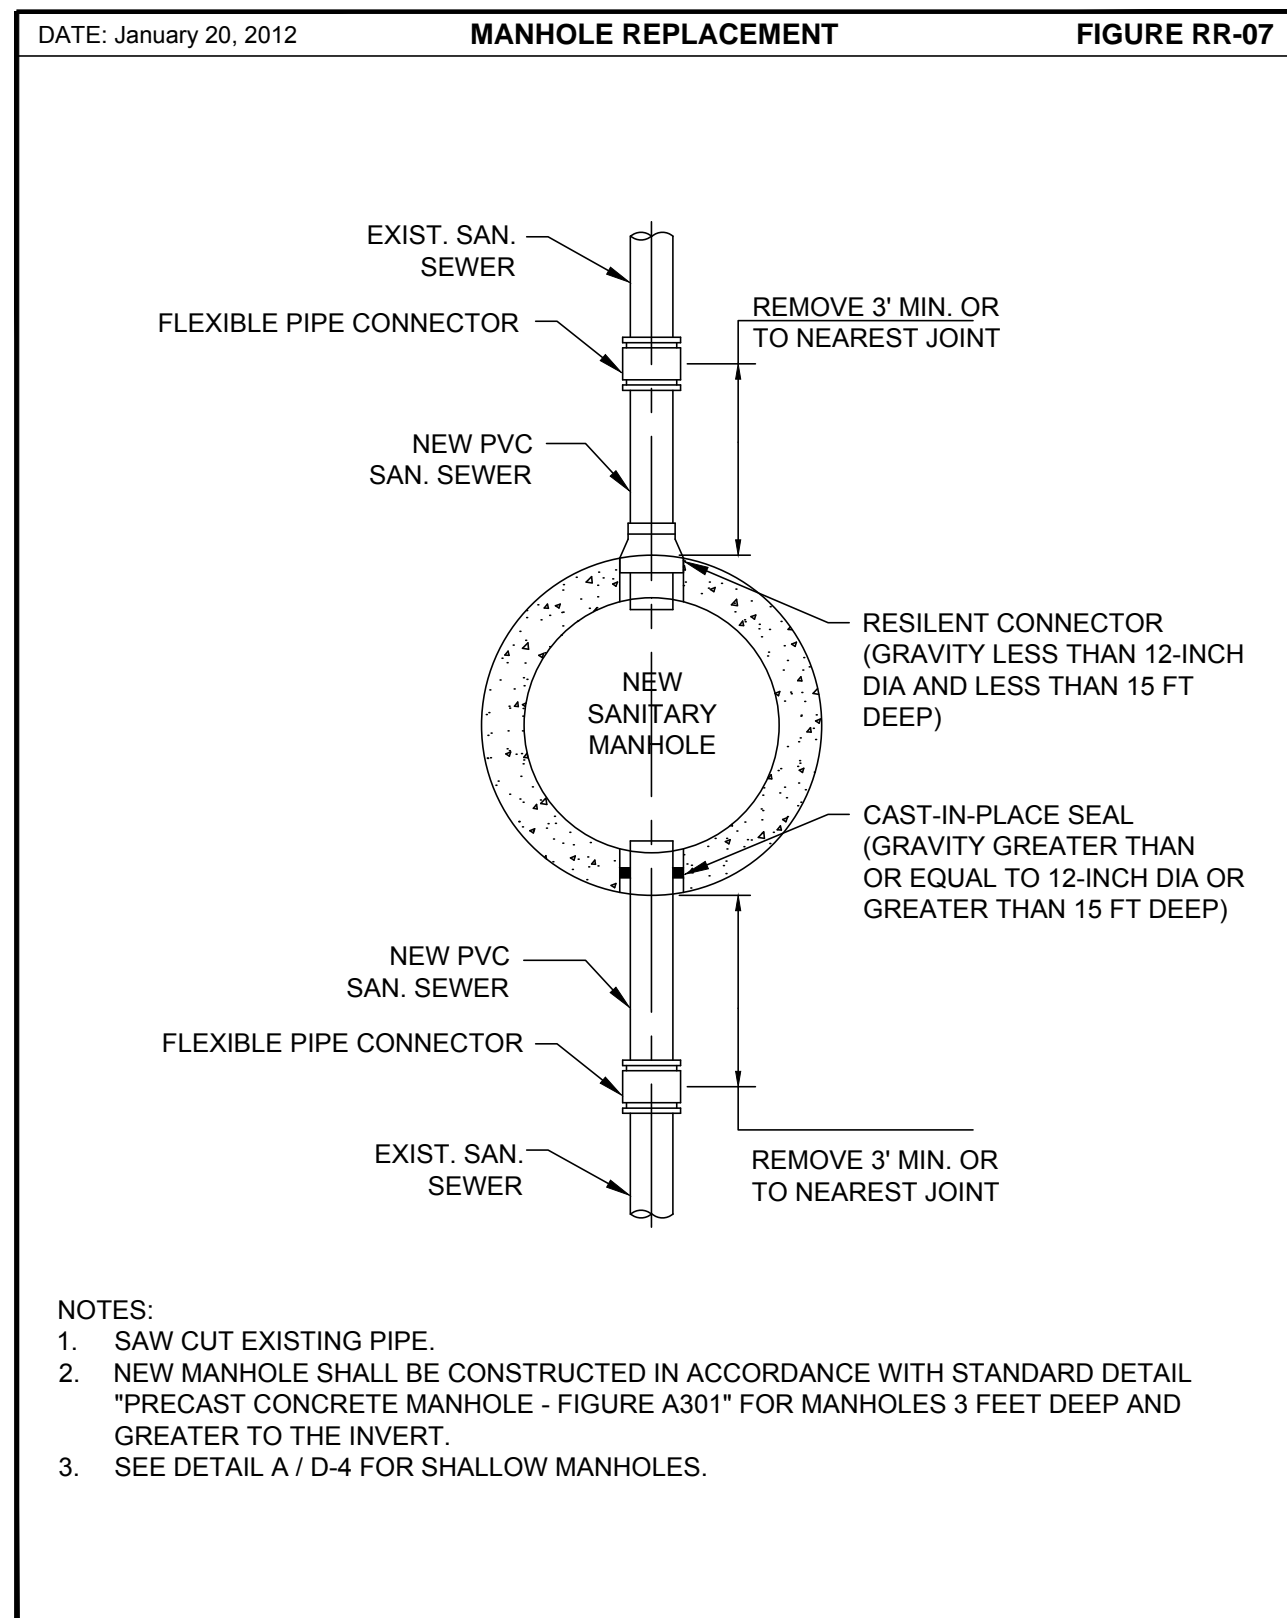 DATE: January 20, 2012 MANHOLE REPLACEMENT FIGURE RR-07
EXIST. SAN.
SEWER
FLEXIBLE PIPE CONNECTOR
REMOVE 3' MIN. OR
TO NEAREST JOINT
NEW PVC
SAN. SEWER
RESILENT CONNECTOR
(GRAVITY LESS THAN 12-INCH
DIA AND LESS THAN 15 FT
DEEP)
NEW
SANITARY
MANHOLE
CAST-IN-PLACE SEAL
(GRAVITY GREATER THAN
OR EQUAL TO 12-INCH DIA OR
GREATER THAN 15 FT DEEP)
NEW PVC
SAN. SEWER
FLEXIBLE PIPE CONNECTOR
EXIST. SAN.
SEWER
REMOVE 3' MIN. OR
TO NEAREST JOINT
NOTES:
1. SAW CUT EXISTING PIPE.
2. NEW MANHOLE SHALL BE CONSTRUCTED IN ACCORDANCE WITH STANDARD DETAIL
"PRECAST CONCRETE MANHOLE - FIGURE A301" FOR MANHOLES 3 FEET DEEP AND
GREATER TO THE INVERT.
3. SEE DETAIL A / D-4 FOR SHALLOW MANHOLES.